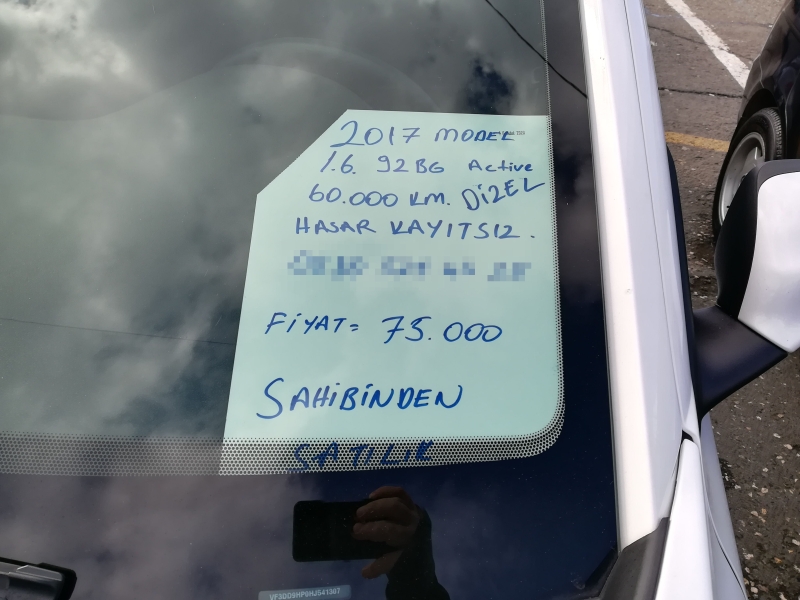 2017 MODEL
1.6. 92BG Active
60.000 KM. DİZEL
HASAR KAYITSIZ.
FİYAT= 75.000
SAHİBİNDEN
SATILIK